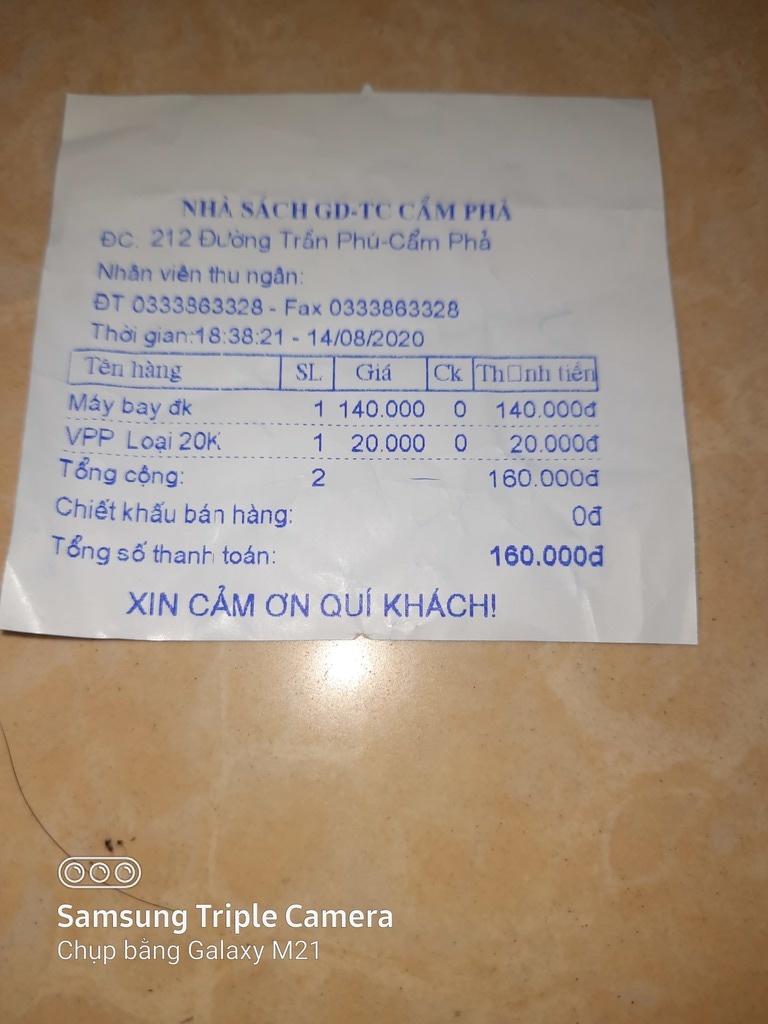 NHÀ SÁCH GD-TC CẨM PHẢ
ĐC. 212 Đường Trần Phú-Cẩm Phả
Nhân viên thu ngân:
ĐT 0333863328 - Fax 0333863328
Thời gian:18:38:21 - 14/08/2020
Tên hàng SL Giá Ck Th□nh tiền
Máy bay đk 1 140.000 0 140.000đ
VPP Loại 20K 1 20.000 0 20.000đ
Tổng cộng: 2 160.000đ
Chiết khấu bán hàng: 0đ
Tổng số thanh toán: 160.000đ
XIN CẢM ƠN QUÍ KHÁCH!
Samsung Triple Camera
Chụp bằng Galaxy M21